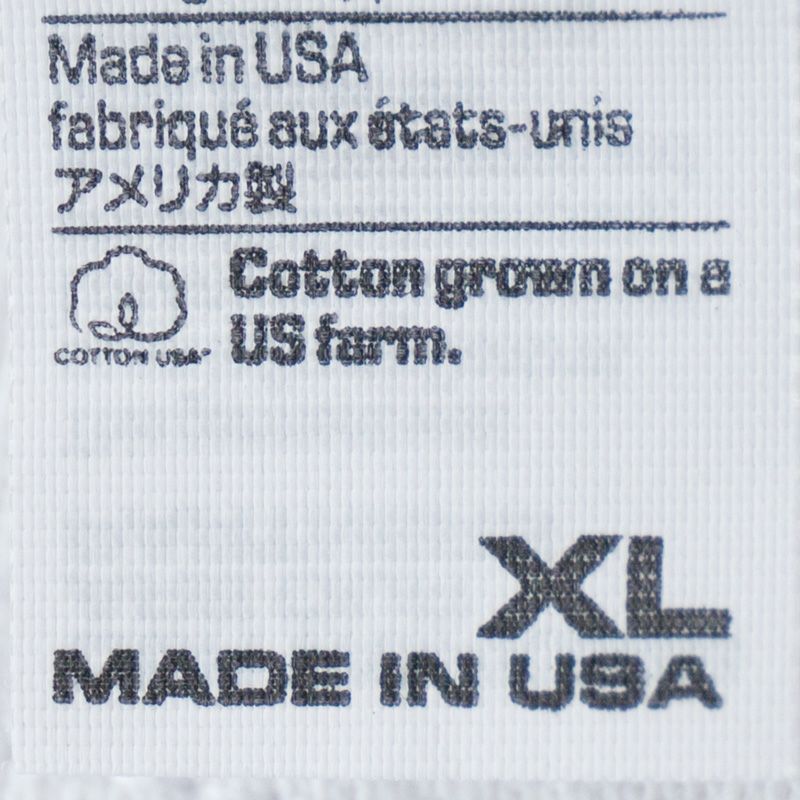 Made in USA
fabriqué aux états-unis
アメリカ製
COTTON USA
Cotton grown on a
US farm.
XL
MADE IN USA